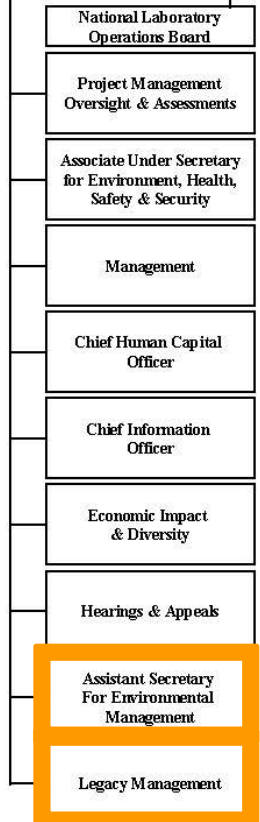 National Laboratory
Operations Board
Project Management
Oversight & Assessments
Associate Under Secretary
for Environment, Health,
Safety & Security
Management
Chief Human Capital
Officer
Chief Information
Officer
Economic Impact
& Diversity
Hearings & Appeals
Assistant Secretary
For Environmental
Management
Legacy Management